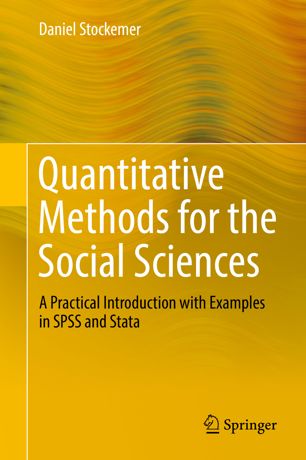 Daniel Stockemer
Quantitative
Methods for the
Social Sciences
A Practical Introduction with Examples
in SPSS and Stata
Springer